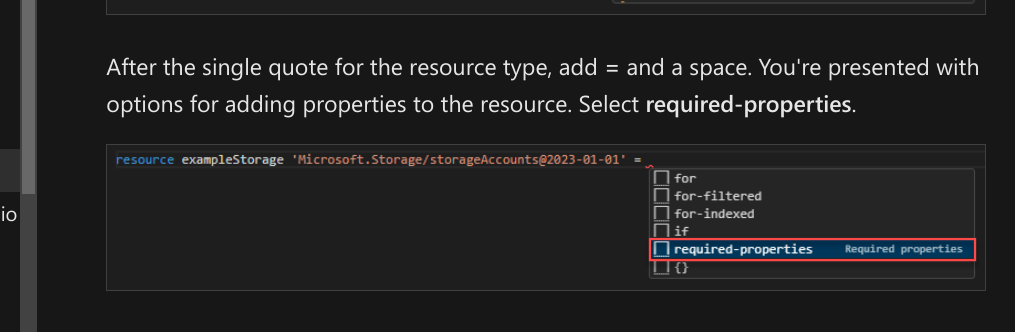 After the single quote for the resource type, add = and a space. You're presented with
options for adding properties to the resource. Select required-properties.
resource exampleStorage 'Microsoft.Storage/storageAccounts@2023-01-01' =
for
for-filtered
for-indexed
if
required-properties Required properties
{}
io